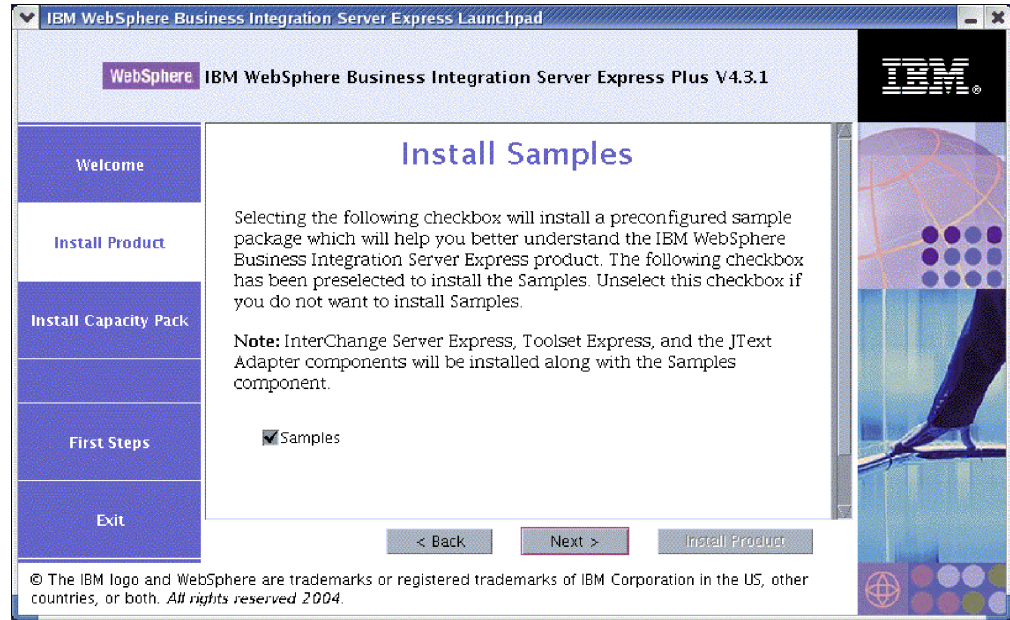 IBM WebSphere Business Integration Server Express Launchpad
WebSphere. IBM WebSphere Business Integration Server Express Plus V4.3.1
IBM®
Welcome
Install Product
Install Capacity Pack
First Steps
Exit
Install Samples
Selecting the following checkbox will install a preconfigured sample
package which will help you better understand the IBM WebSphere
Business Integration Server Express product. The following checkbox
has been preselected to install the Samples. Unselect this checkbox if
you do not want to install Samples.
Note: InterChange Server Express, Toolset Express, and the JText
Adapter components will be installed along with the Samples
component.
Samples
< Back Next > Install Product
© The IBM logo and WebSphere are trademarks or registered trademarks of IBM Corporation in the US, other
countries, or both. All rights reserved 2004.